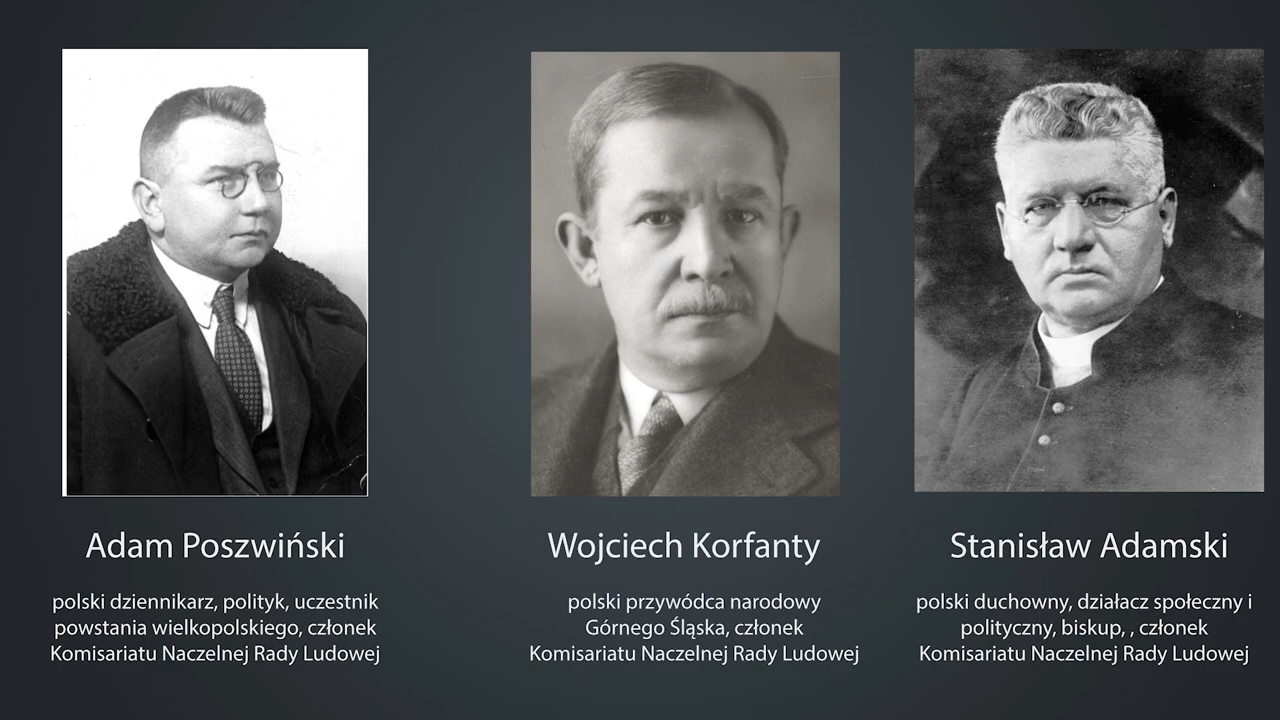 Adam Poszwiński
polski dziennikarz, polityk, uczestnik
powstania wielkopolskiego, członek
Komisariatu Naczelnej Rady Ludowej
Wojciech Korfanty
polski przywódca narodowy
Górnego Śląska, członek
Komisariatu Naczelnej Rady Ludowej
Stanisław Adamski
polski duchowny, działacz społeczny i
polityczny, biskup, , członek
Komisariatu Naczelnej Rady Ludowej